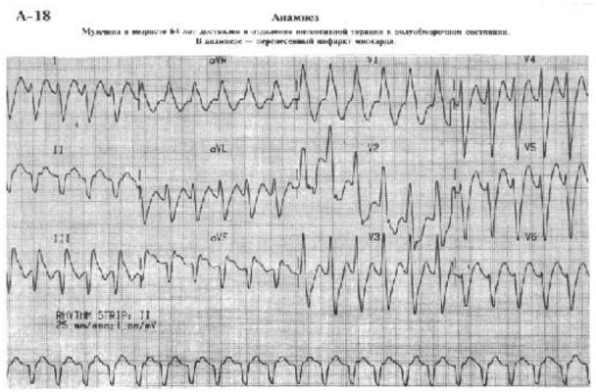 А-18
Анамнез
Мужчина в возрасте 64 лет доставлен в отделение интенсивной терапии в полуобморочном состоянии.
В анамнезе — перенесенный инфаркт миокарда.
I aVR V1 V4
II aVL V2 V5
III aVF V3 V6
RHYTHM STRIP: II
25 mm/sec;1 cm/mV